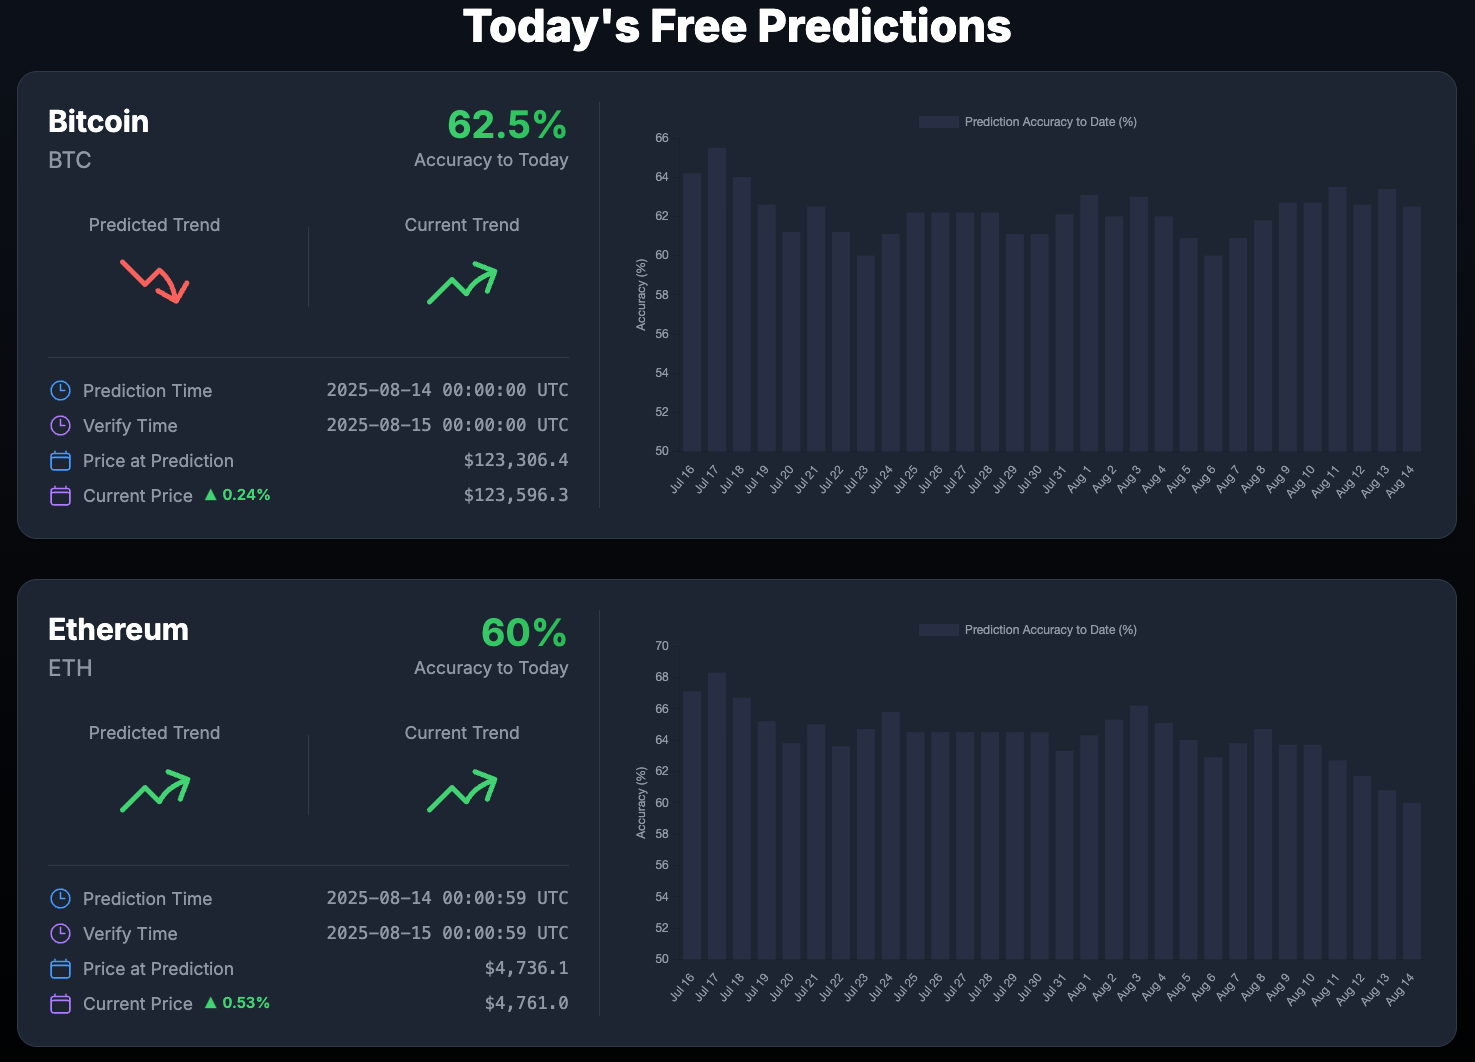 Today's Free Predictions
Bitcoin
BTC
62.5%
Accuracy to Today
Predicted Trend
Current Trend
Prediction Time 2025-08-14 00:00:00 UTC
Verify Time 2025-08-15 00:00:00 UTC
Price at Prediction $123,306.4
Current Price ▲ 0.24% $123,596.3
Prediction Accuracy to Date (%)
Accuracy (%)
66
64
62
60
58
56
54
52
50
Jul 16 Jul 17 Jul 18 Jul 19 Jul 20 Jul 21 Jul 22 Jul 23 Jul 24 Jul 25 Jul 26 Jul 27 Jul 28 Jul 29 Jul 30 Jul 31 Aug 1 Aug 2 Aug 3 Aug 4 Aug 5 Aug 6 Aug 7 Aug 8 Aug 9 Aug 10 Aug 11 Aug 12 Aug 13 Aug 14
Ethereum
ETH
60%
Accuracy to Today
Predicted Trend
Current Trend
Prediction Time 2025-08-14 00:00:59 UTC
Verify Time 2025-08-15 00:00:59 UTC
Price at Prediction $4,736.1
Current Price ▲ 0.53% $4,761.0
Prediction Accuracy to Date (%)
Accuracy (%)
70
68
66
64
62
60
58
56
54
52
50
Jul 16 Jul 17 Jul 18 Jul 19 Jul 20 Jul 21 Jul 22 Jul 23 Jul 24 Jul 25 Jul 26 Jul 27 Jul 28 Jul 29 Jul 30 Jul 31 Aug 1 Aug 2 Aug 3 Aug 4 Aug 5 Aug 6 Aug 7 Aug 8 Aug 9 Aug 10 Aug 11 Aug 12 Aug 13 Aug 14